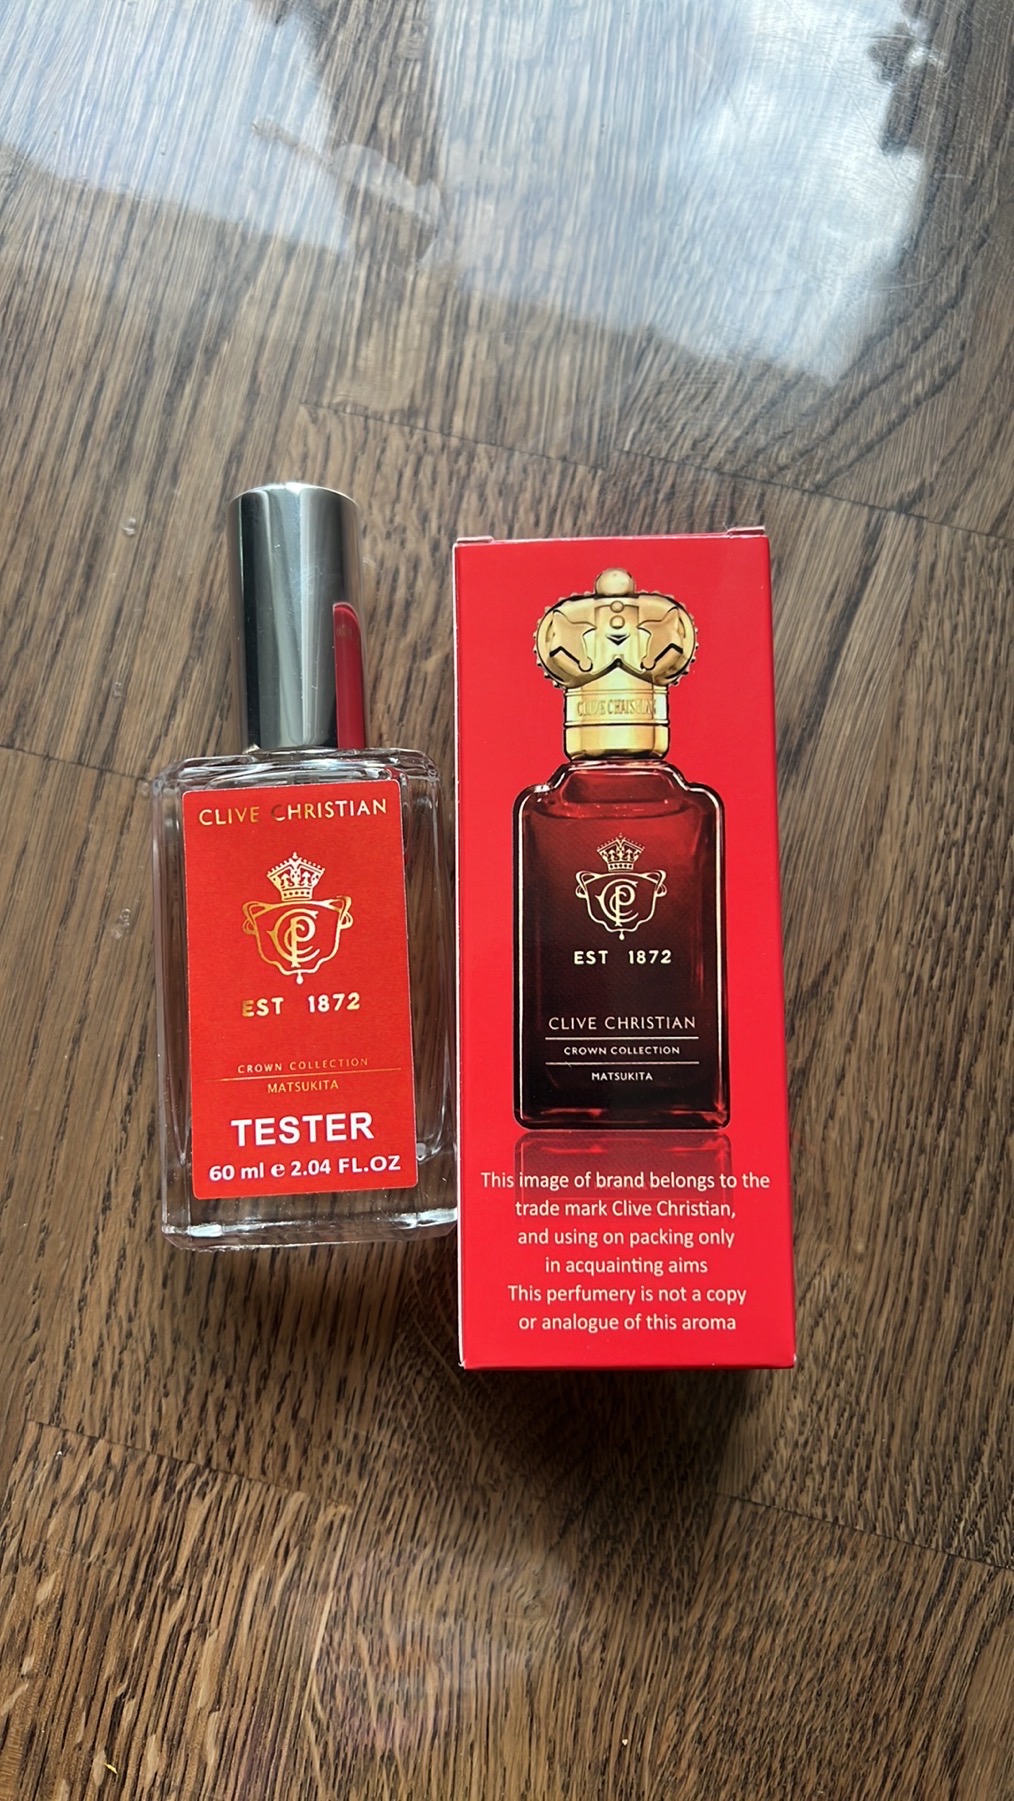 CLIVE CHRISTIAN
EST 1872
CROWN COLLECTION
MATSUKITA
TESTER
60 ml e 2.04 FL.OZ
CLIVE CHRISTIAN
EST 1872
CLIVE CHRISTIAN
CROWN COLLECTION
MATSUKITA
This image of brand belongs to the
trade mark Clive Christian,
and using on packing only
in acquainting aims
This perfumery is not a copy
or analogue of this aroma